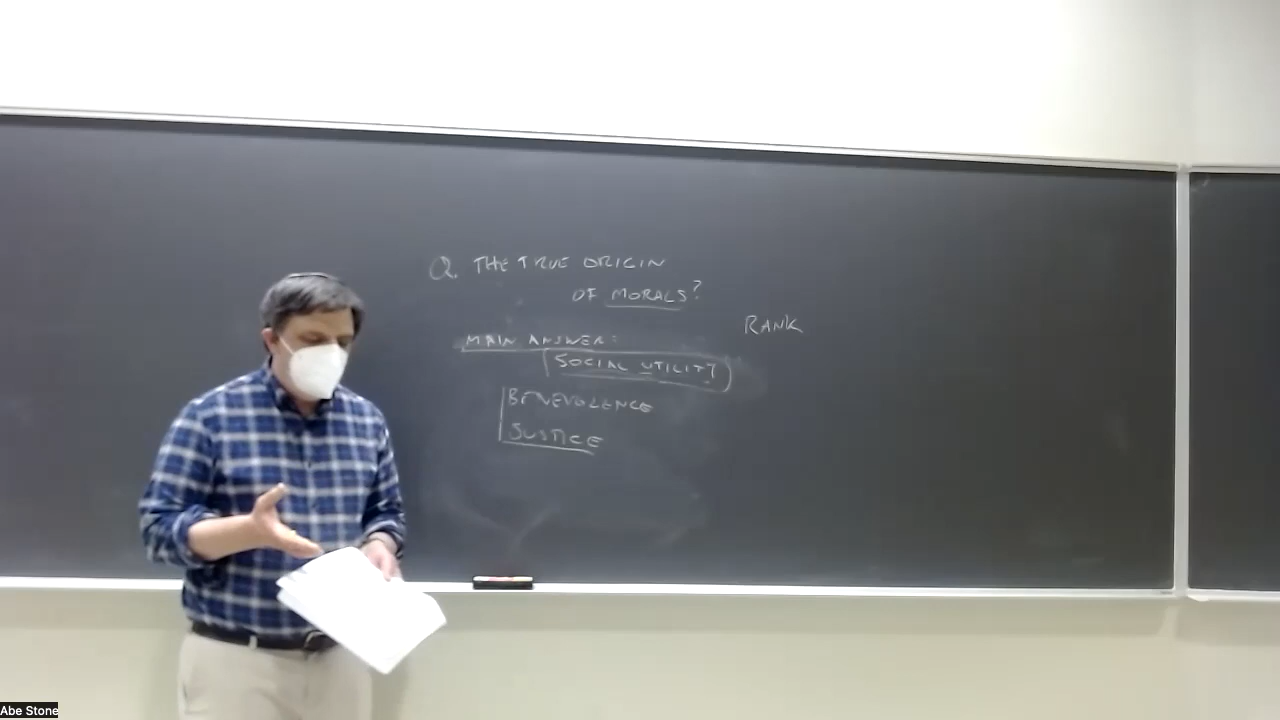 Q. THE TRUE ORIGIN
OF MORALS?
RANK
MAIN ANSWER:
SOCIAL UTILITY
BENEVOLENCE
JUSTICE
Abe Stone